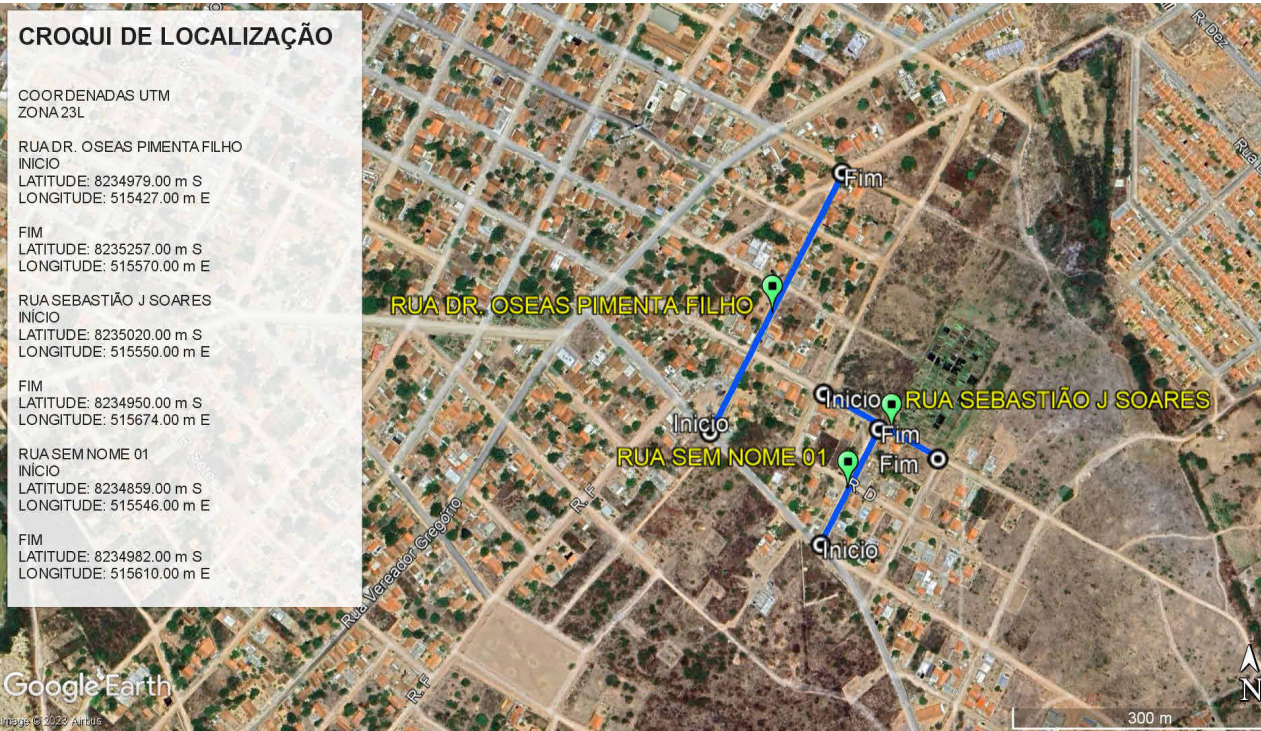 CROQUI DE LOCALIZAÇÃO
COORDENADAS UTM
ZONA 23L
RUA DR. OSEAS PIMENTA FILHO
INICIO
LATITUDE: 8234979.00 m S
LONGITUDE: 515427.00 m E
FIM
LATITUDE: 8235257.00 m S
LONGITUDE: 515570.00 m E
RUA SEBASTIÃO J SOARES
INÍCIO
LATITUDE: 8235020.00 m S
LONGITUDE: 515550.00 m E
FIM
LATITUDE: 8234950.00 m S
LONGITUDE: 515674.00 m E
RUA SEM NOME 01
INÍCIO
LATITUDE: 8234859.00 m S
LONGITUDE: 515546.00 m E
FIM
LATITUDE: 8234982.00 m S
LONGITUDE: 515610.00 m E
R. Dez
Fim
RUA DR. OSEAS PIMENTA FILHO
Inicio
RUA SEBASTIÃO J SOARES
Inicio
Fim
RUA SEM NOME 01
Fim
R. D
R. F
Inicio
Rua Vereador Gregório
R. F
Google Earth
Image © 2023 Airbus
300 m
N